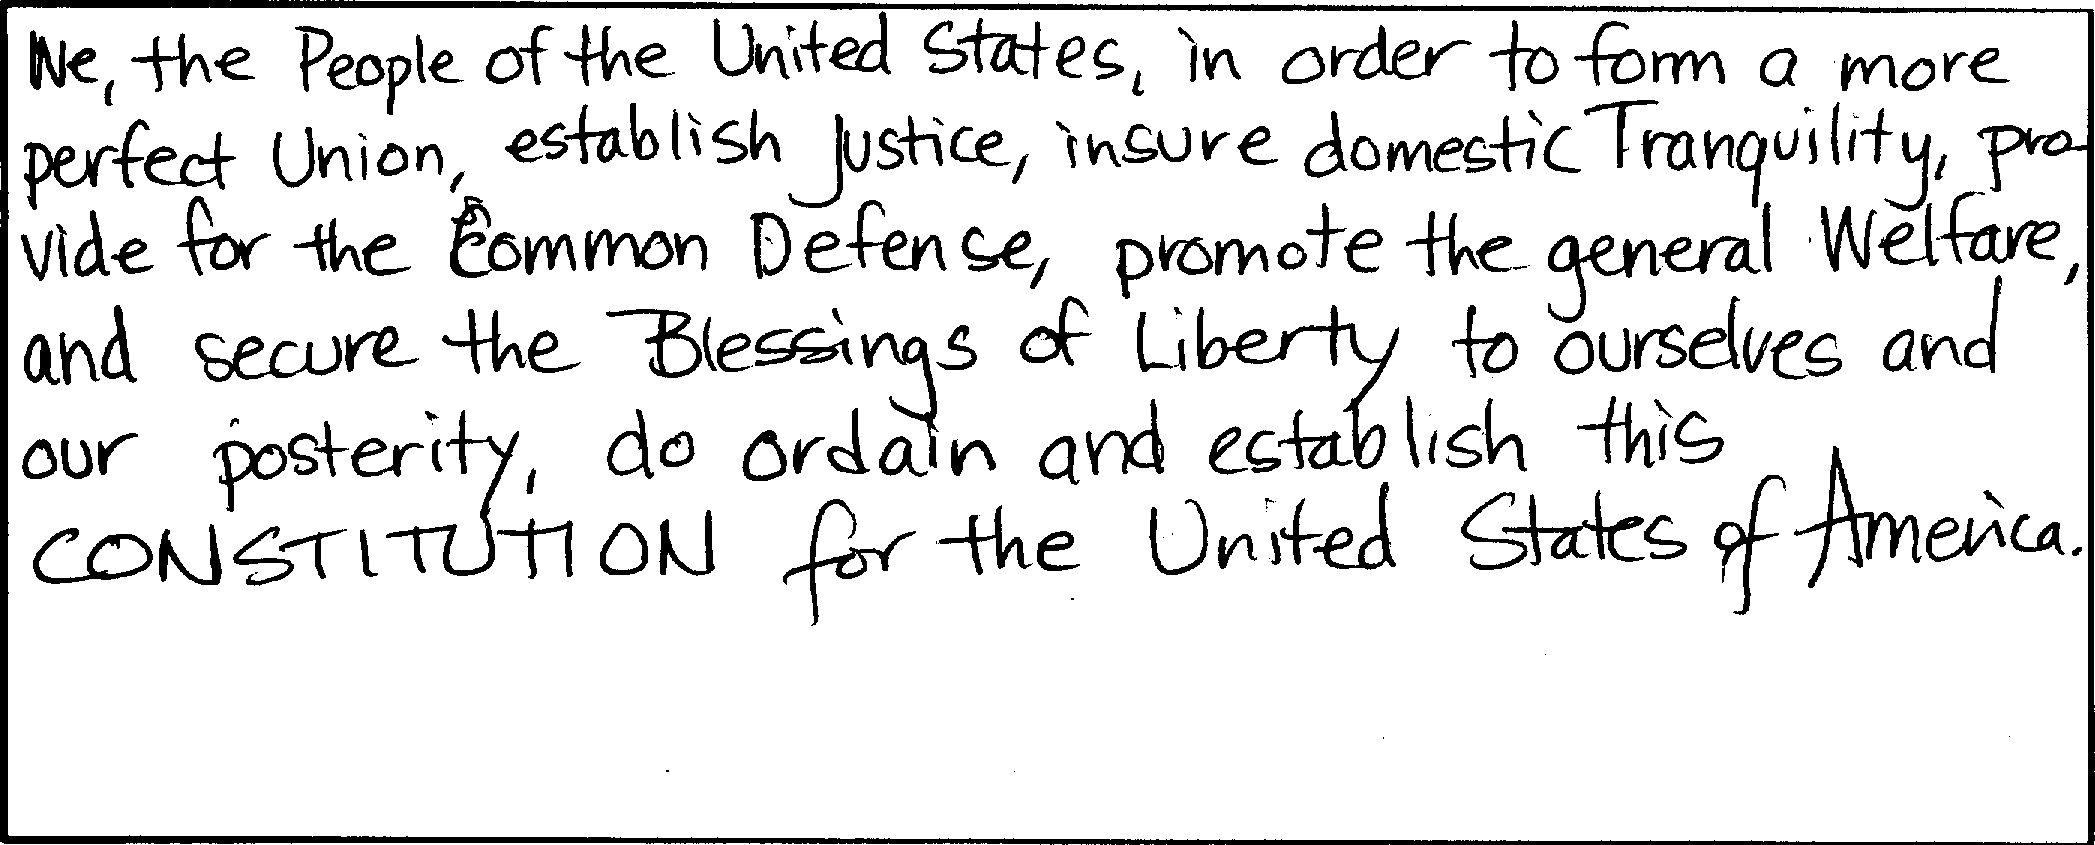 We, the People of the United States, in order to form a more
perfect Union, establish Justice, insure domestic Tranquility, pro-
vide for the Common Defense, promote the general Welfare,
and secure the Blessings of Liberty to ourselves and
our posterity, do ordain and establish this
CONSTITUTION for the United States of America.